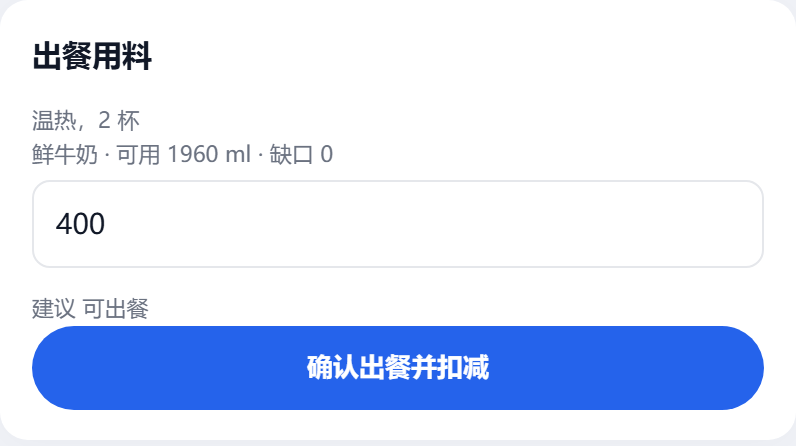 出餐用料
温热，2 杯
鲜牛奶 · 可用 1960 ml · 缺口 0
400
建议 可出餐
确认出餐并扣减